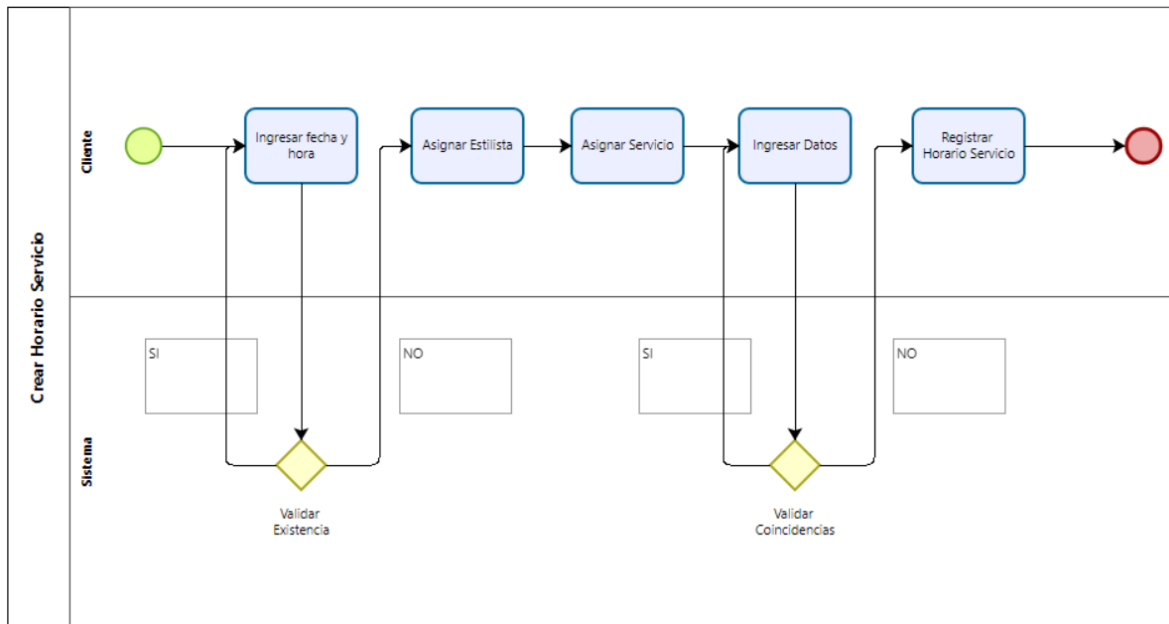 Crear Horario Servicio
Cliente
Ingresar fecha y
hora
Asignar Estilista
Asignar Servicio
Ingresar Datos
Registrar
Horario Servicio
Sistema
SI
NO
SI
NO
Validar
Existencia
Validar
Coincidencias